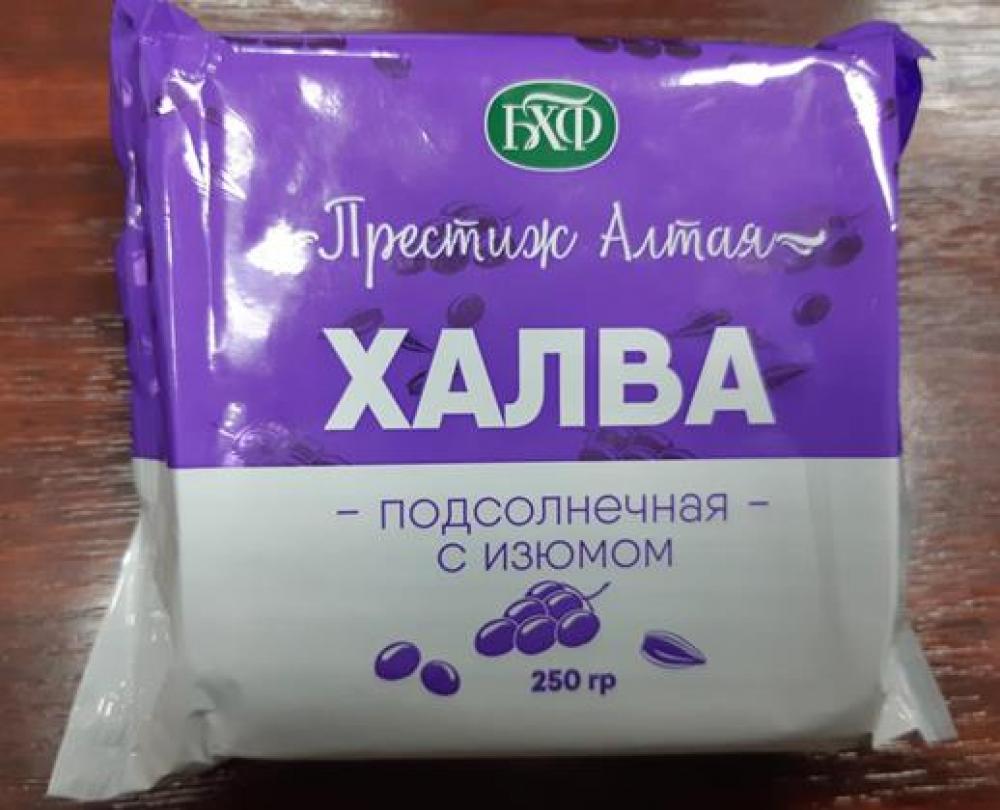 БХФ
Престиж Алтая
ХАЛВА
- подсолнечная -
с изюмом
250 гр